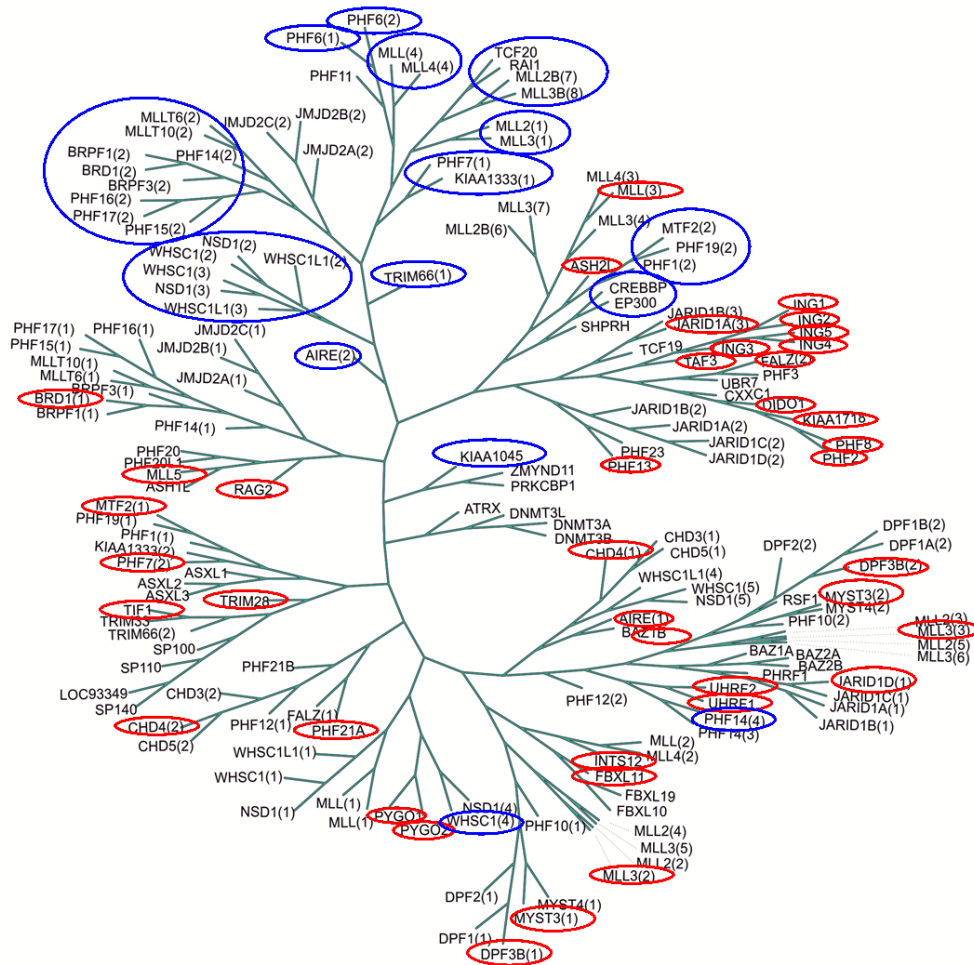 PHF6(2)
PHF6(1)
MLL(4)
MLL4(4)
PHF11
TCF20
RAI1
MLL2B(7)
MLL3B(8)
MLL2(1)
MLL3(1)
PHF7(1)
KIAA1333(1)
JMJD2B(2)
JMJD2C(2)
JMJD2A(2)
MLLT6(2)
MLLT10(2)
BRPF1(2)
PHF14(2)
BRD1(2)
BRPF3(2)
PHF16(2)
PHF17(2)
PHF15(2)
NSD1(2)
WHSC1(2)
WHSC1L1(2)
WHSC1(3)
NSD1(3)
WHSC1L1(3)
TRIM66(1)
AIRE(2)
MLL4(3)
MLL(3)
MLL3(7)
MLL2B(6)
MLL3(4)
MTF2(2)
PHF19(2)
PHF1(2)
ASH2L
CREBBP
EP300
SHPRH
JARID1B(3)
JARID1A(3)
TCF19
ING1
ING2
ING5
ING4
ING3
TAF3
FALZ(2)
PHF3
UBR7
CXXC1
DIDO1
KIAA1718
PHF8
PHF2
JARID1B(2)
JARID1A(2)
JARID1C(2)
JARID1D(2)
PHF23
PHF13
PHF17(1)
PHF16(1)
PHF15(1)
JMJD2C(1)
JMJD2B(1)
MLLT10(1)
MLLT6(1)
JMJD2A(1)
BRPF3(1)
BRD1(1)
BRPF1(1)
PHF14(1)
PHF20
PHF20L1
MLL5
ASH1L
RAG2
KIAA1045
ZMYND11
PRKCBP1
ATRX
DNMT3L
DNMT3A
DNMT3B
MTF2(1)
PHF19(1)
PHF1(1)
KIAA1333(2)
PHF7(2)
ASXL1
ASXL2
ASXL3
TRIM28
TIF1
TRIM33
TRIM66(2)
SP100
SP110
LOC93349
SP140
PHF21B
CHD3(2)
CHD4(2)
CHD5(2)
PHF12(1)
FALZ(1)
PHF21A
WHSC1L1(1)
WHSC1(1)
NSD1(1)
MLL(1)
MLL(1)
PYGO1
PYGO2
NSD1(4)
WHSC1(4)
CHD3(1)
CHD4(1)
CHD5(1)
WHSC1L1(4)
WHSC1(5)
NSD1(5)
AIRE(1)
BAZ1B
DPF1B(2)
DPF2(2)
DPF1A(2)
DPF3B(2)
RSF1
MYST3(2)
MYST4(2)
PHF10(2)
MLL2(3)
MLL3(3)
MLL2(5)
MLL3(6)
BAZ1A
BAZ2A
BAZ2B
PHRF1
JARID1D(1)
JARID1C(1)
JARID1A(1)
JARID1B(1)
UHRF2
UHRF1
PHF12(2)
PHF14(4)
PHF14(3)
MLL(2)
MLL4(2)
INTS12
FBXL11
FBXL19
FBXL10
PHF10(1)
MLL2(4)
MLL3(5)
MLL2(2)
MLL3(2)
DPF2(1)
MYST4(1)
MYST3(1)
DPF1(1)
DPF3B(1)